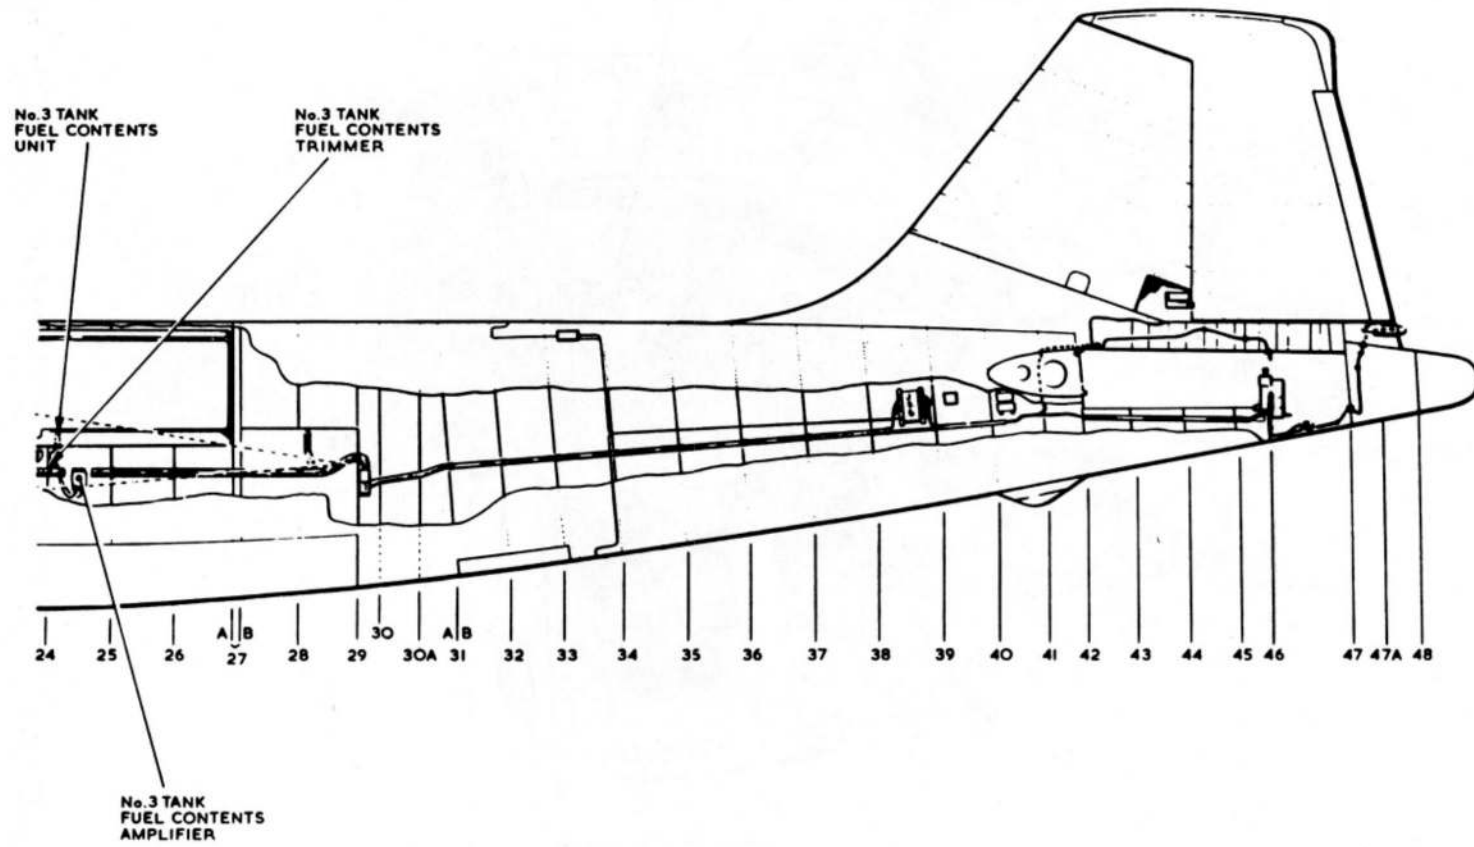 No.3 TANK
FUEL CONTENTS
UNIT
No.3 TANK
FUEL CONTENTS
TRIMMER
A B 30 A B
24 25 26 27 28 29 30A 31 32 33 34 35 36 37 38 39 40 41 42 43 44 45 46 47 47A 48
No.3 TANK
FUEL CONTENTS
AMPLIFIER